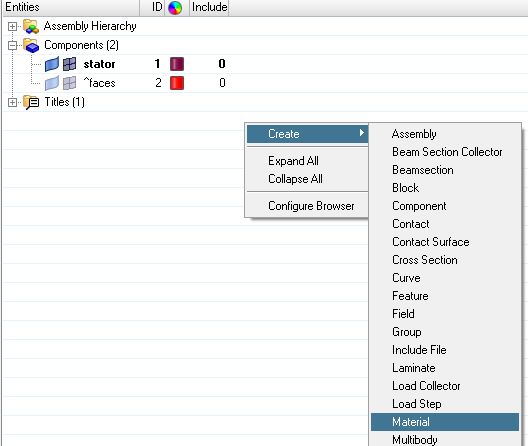 Entities ID Include
Assembly Hierarchy
Components (2)
stator 1 0
^faces 2 0
Titles (1)
Create
Expand All
Collapse All
Configure Browser
Assembly
Beam Section Collector
Beamsection
Block
Component
Contact
Contact Surface
Cross Section
Curve
Feature
Field
Group
Include File
Laminate
Load Collector
Load Step
Material
Multibody